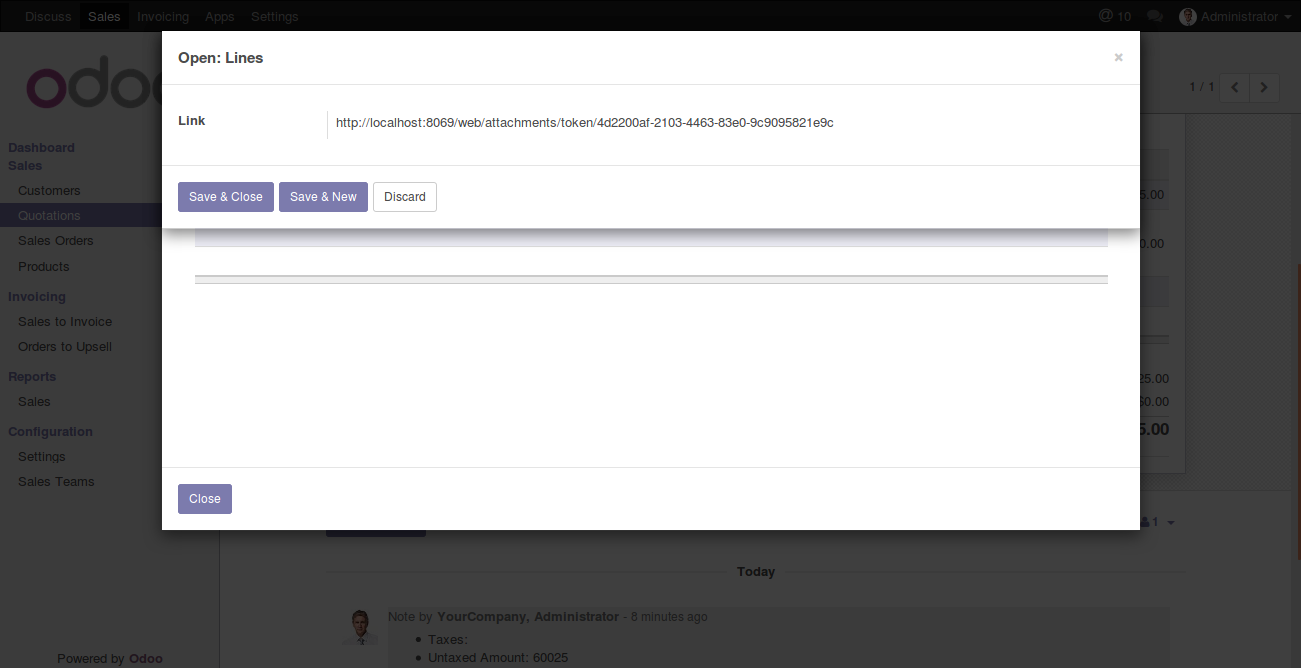 Discuss Sales Invoicing Apps Settings @ 10 Administrator
Open: Lines ×
odoo
1 / 1
Link http://localhost:8069/web/attachments/token/4d2200af-2103-4463-83e0-9c9095821e9c
Dashboard
Sales
Customers
Save & Close Save & New Discard
5.00
Quotations
Sales Orders
0.00
Products
Invoicing
Sales to Invoice
Orders to Upsell
Reports
25.00
Sales
0.00
Configuration
5.00
Settings
Sales Teams
Close
1
Today
Note by YourCompany, Administrator - 8 minutes ago
• Taxes:
• Untaxed Amount: 60025
Powered by Odoo